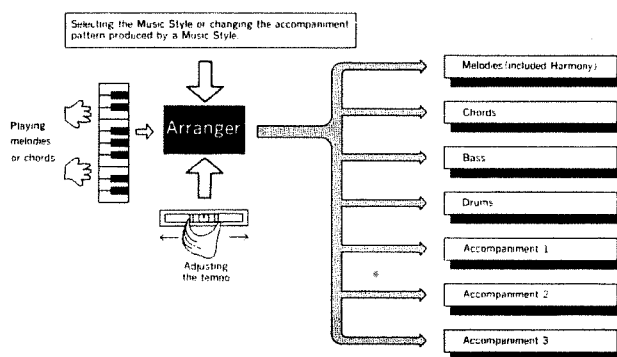 Selecting the Music Style or changing the accompaniment
pattern produced by a Music Style.
Playing
melodies
or chords
Arranger
Adjusting
the tempo
Melodies (included Harmony)
Chords
Bass
Drums
Accompaniment 1
Accompaniment 2
Accompaniment 3